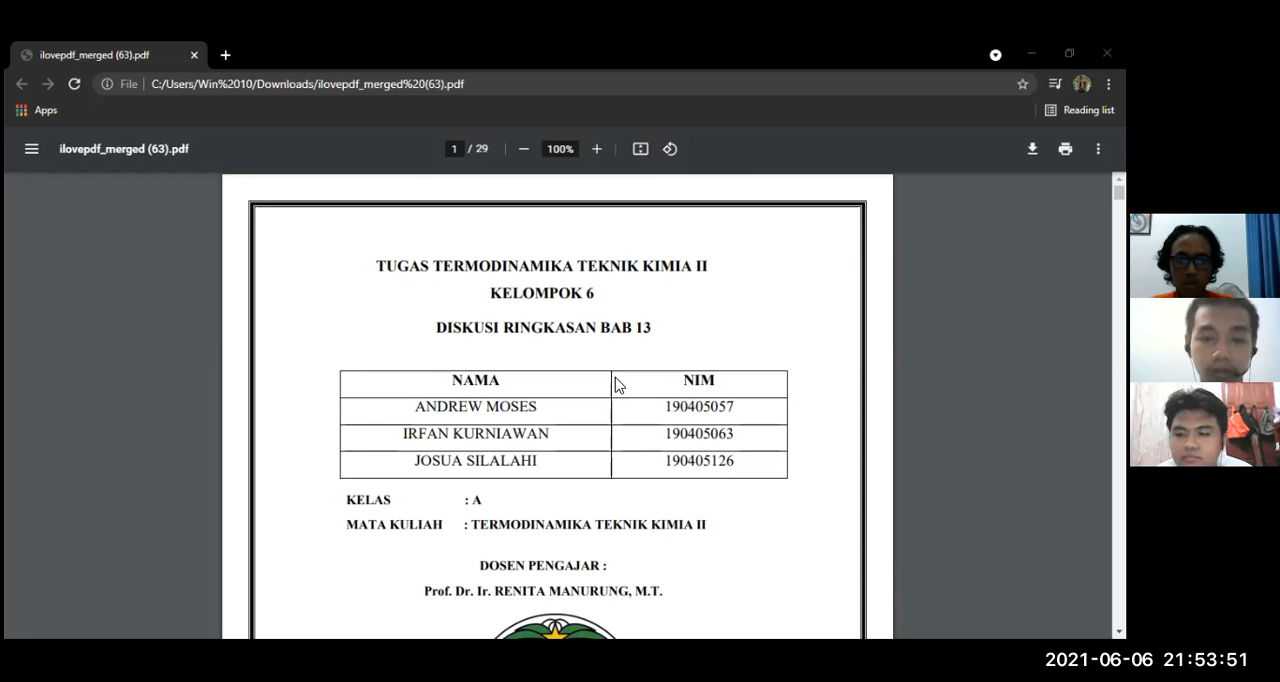 ilovepdf_merged (63).pdf
File C:/Users/Win%2010/Downloads/ilovepdf_merged%20(63).pdf
Apps Reading list
ilovepdf_merged (63).pdf 1 / 29 100%
TUGAS TERMODINAMIKA TEKNIK KIMIA II
KELOMPOK 6
DISKUSI RINGKASAN BAB 13
NAMA NIM
ANDREW MOSES 190405057
IRFAN KURNIAWAN 190405063
JOSUA SILALAHI 190405126
KELAS : A
MATA KULIAH : TERMODINAMIKA TEKNIK KIMIA II
DOSEN PENGAJAR :
Prof. Dr. Ir. RENITA MANURUNG, M.T.
2021-06-06 21:53:51